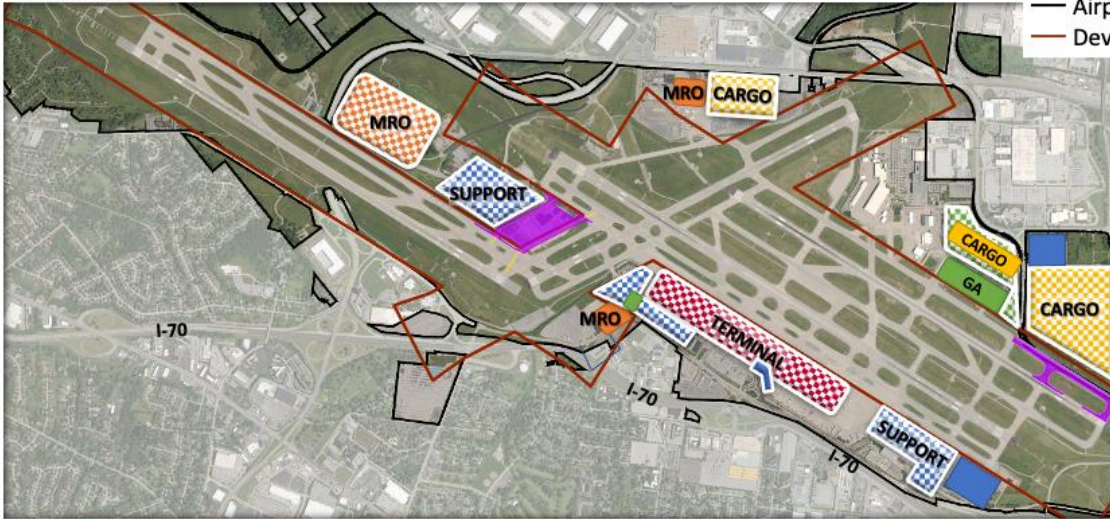 Airp
Dev
MRO
CARGO
MRO
SUPPORT
CARGO
GA
CARGO
I-70
MRO
TERMINAL
I-70
SUPPORT
I-70